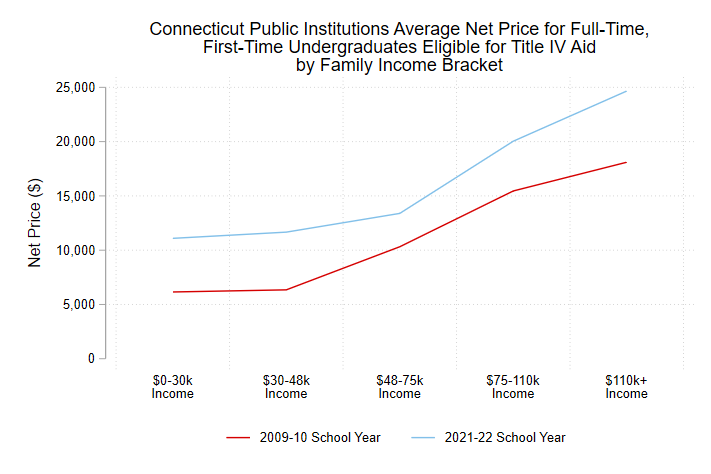 Connecticut Public Institutions Average Net Price for Full-Time,
First-Time Undergraduates Eligible for Title IV Aid
by Family Income Bracket
Net Price ($)
25,000
20,000
15,000
10,000
5,000
0
$0-30k
Income
$30-48k
Income
$48-75k
Income
$75-110k
Income
$110k+
Income
2009-10 School Year
2021-22 School Year